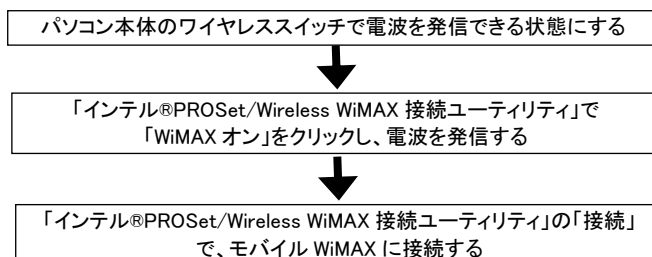 パソコン本体のワイヤレススイッチで電波を発信できる状態にする
「インテル®PROSet/Wireless WiMAX 接続ユーティリティ」で
「WiMAX オン」をクリックし、電波を発信する
「インテル®PROSet/Wireless WiMAX 接続ユーティリティ」の「接続」
で、モバイル WiMAX に接続する